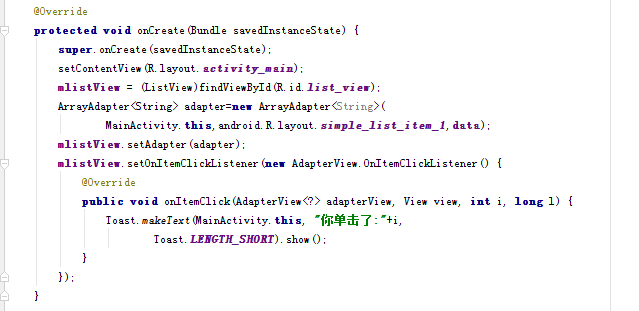 @Override
protected void onCreate(Bundle savedInstanceState) {
super.onCreate(savedInstanceState);
setContentView(R.layout.activity_main);
mlistView = (ListView)findViewById(R.id.list_view);
ArrayAdapter<String> adapter=new ArrayAdapter<String>(
MainActivity.this,android.R.layout.simple_list_item_1,data);
mlistView.setAdapter(adapter);
mlistView.setOnItemClickListener(new AdapterView.OnItemClickListener() {
@Override
public void onItemClick(AdapterView<?> adapterView, View view, int i, long l) {
Toast.makeText(MainActivity.this, "你单击了:"+i,
Toast.LENGTH_SHORT).show();
}
});
}